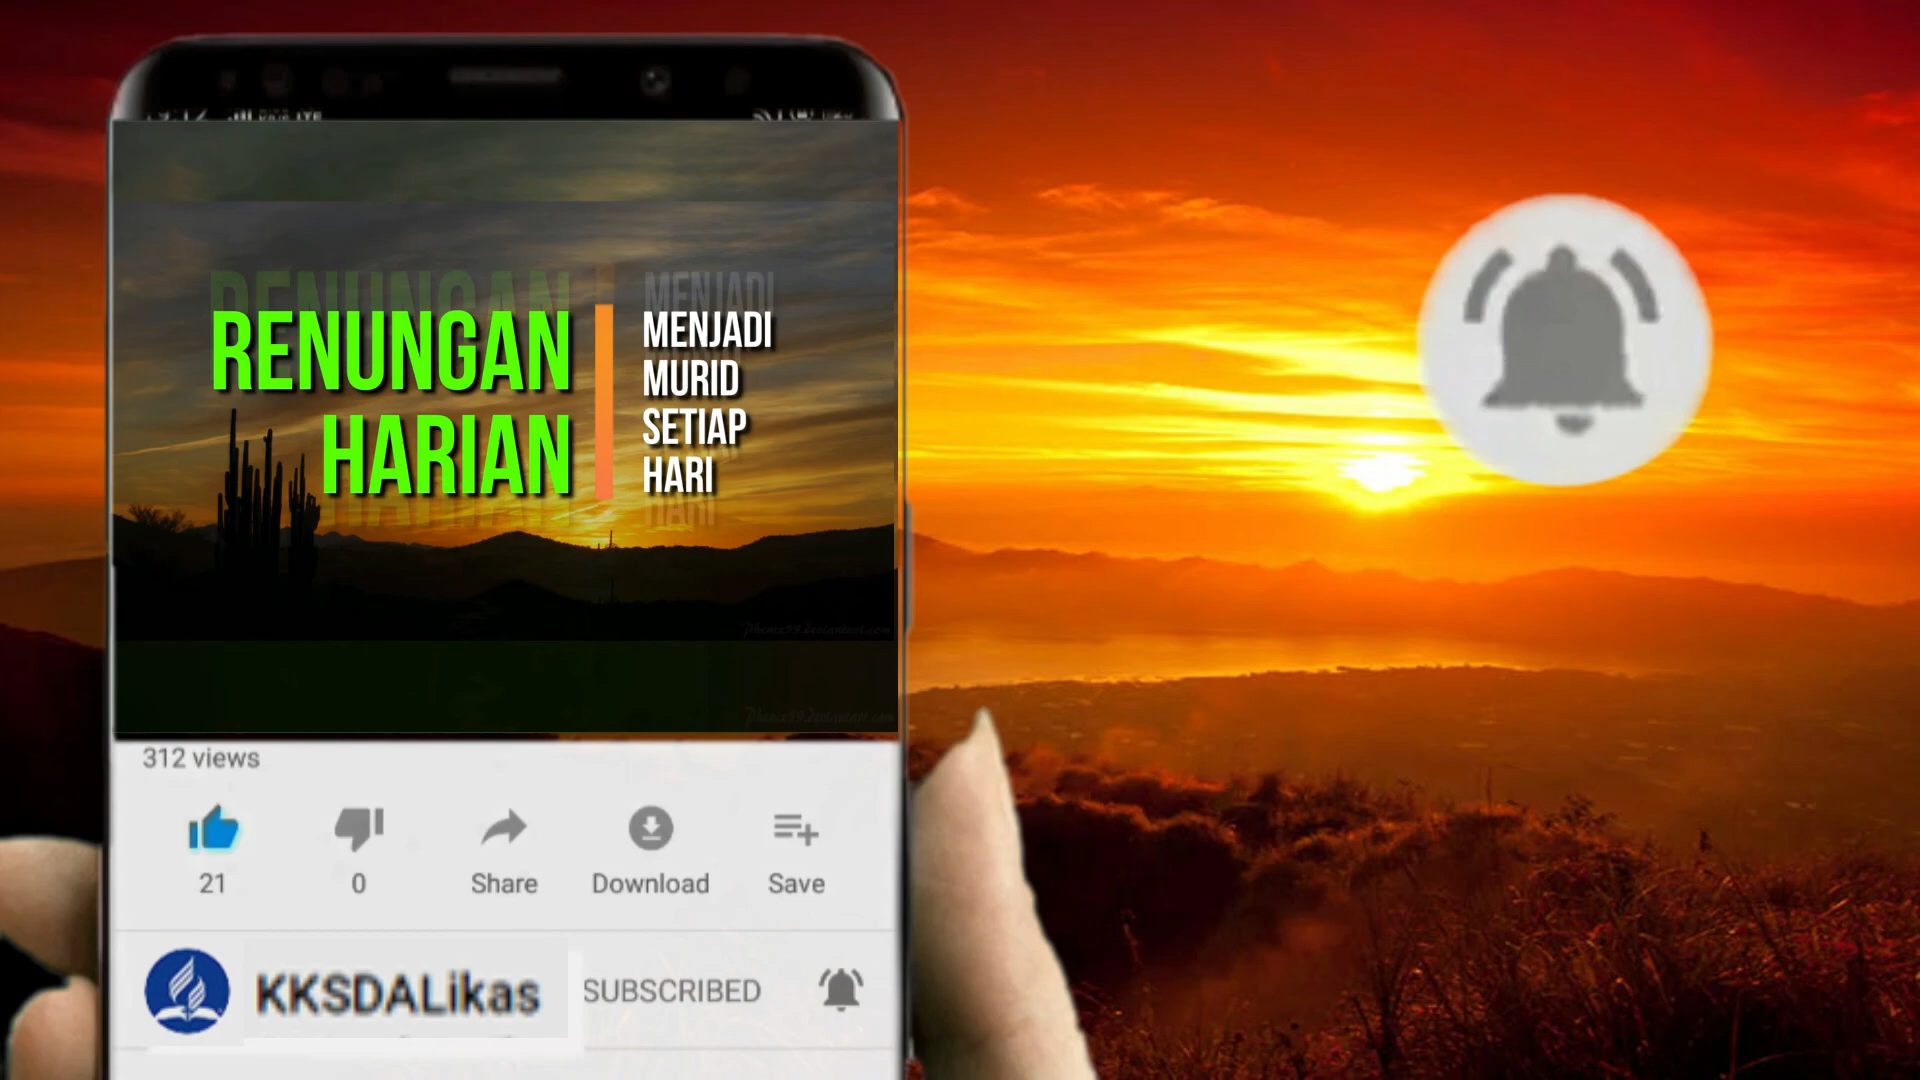 RENUNGAN
HARIAN
MENJADI
MURID
SETIAP
HARI
312 views
21
0
Share
Download
Save
KKSDALikas
SUBSCRIBED